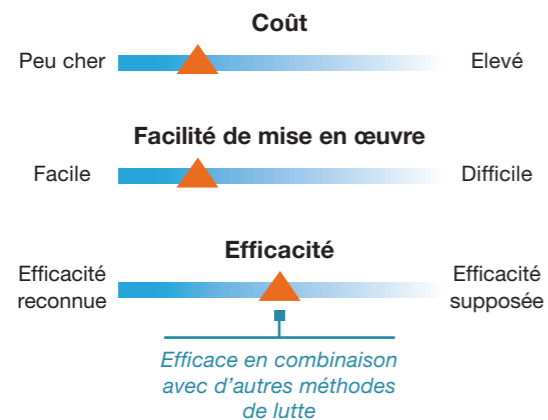 Coût
Peu cher
Elevé
Facilité de mise en œuvre
Facile
Difficile
Efficacité
Efficacité
reconnue
Efficacité
supposée
Efficace en combinaison
avec d'autres méthodes
de lutte